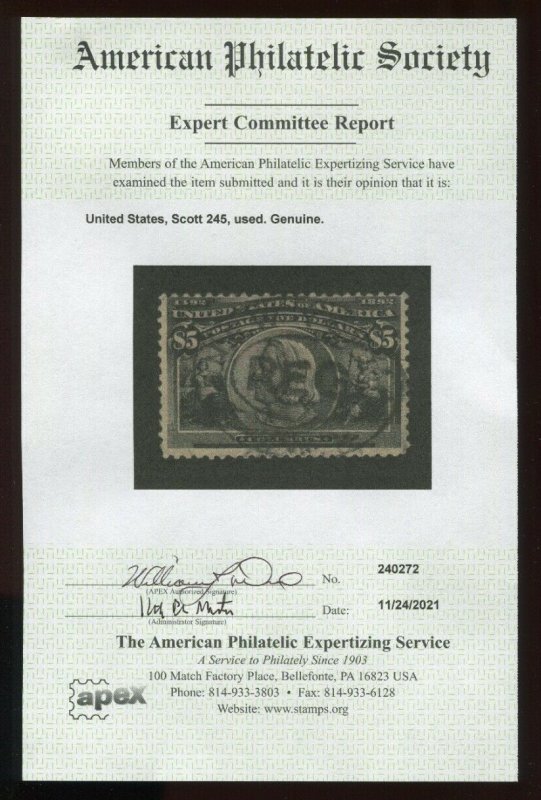 American Philatelic Society
Expert Committee Report
Members of the American Philatelic Expertizing Service have
examined the item submitted and it is their opinion that it is:
United States, Scott 245, used. Genuine.
1492 1892
UNITED STATES OF AMERICA
POSTAGE FIVE DOLLARS
$5 $5
REG
No. 240272
(APEX Authorized Signature)
Date: 11/24/2021
(Administrator Signature)
The American Philatelic Expertizing Service
A Service to Philately Since 1903
100 Match Factory Place, Bellefonte, PA 16823 USA
Phone: 814-933-3803 • Fax: 814-933-6128
Website: www.stamps.org
apex